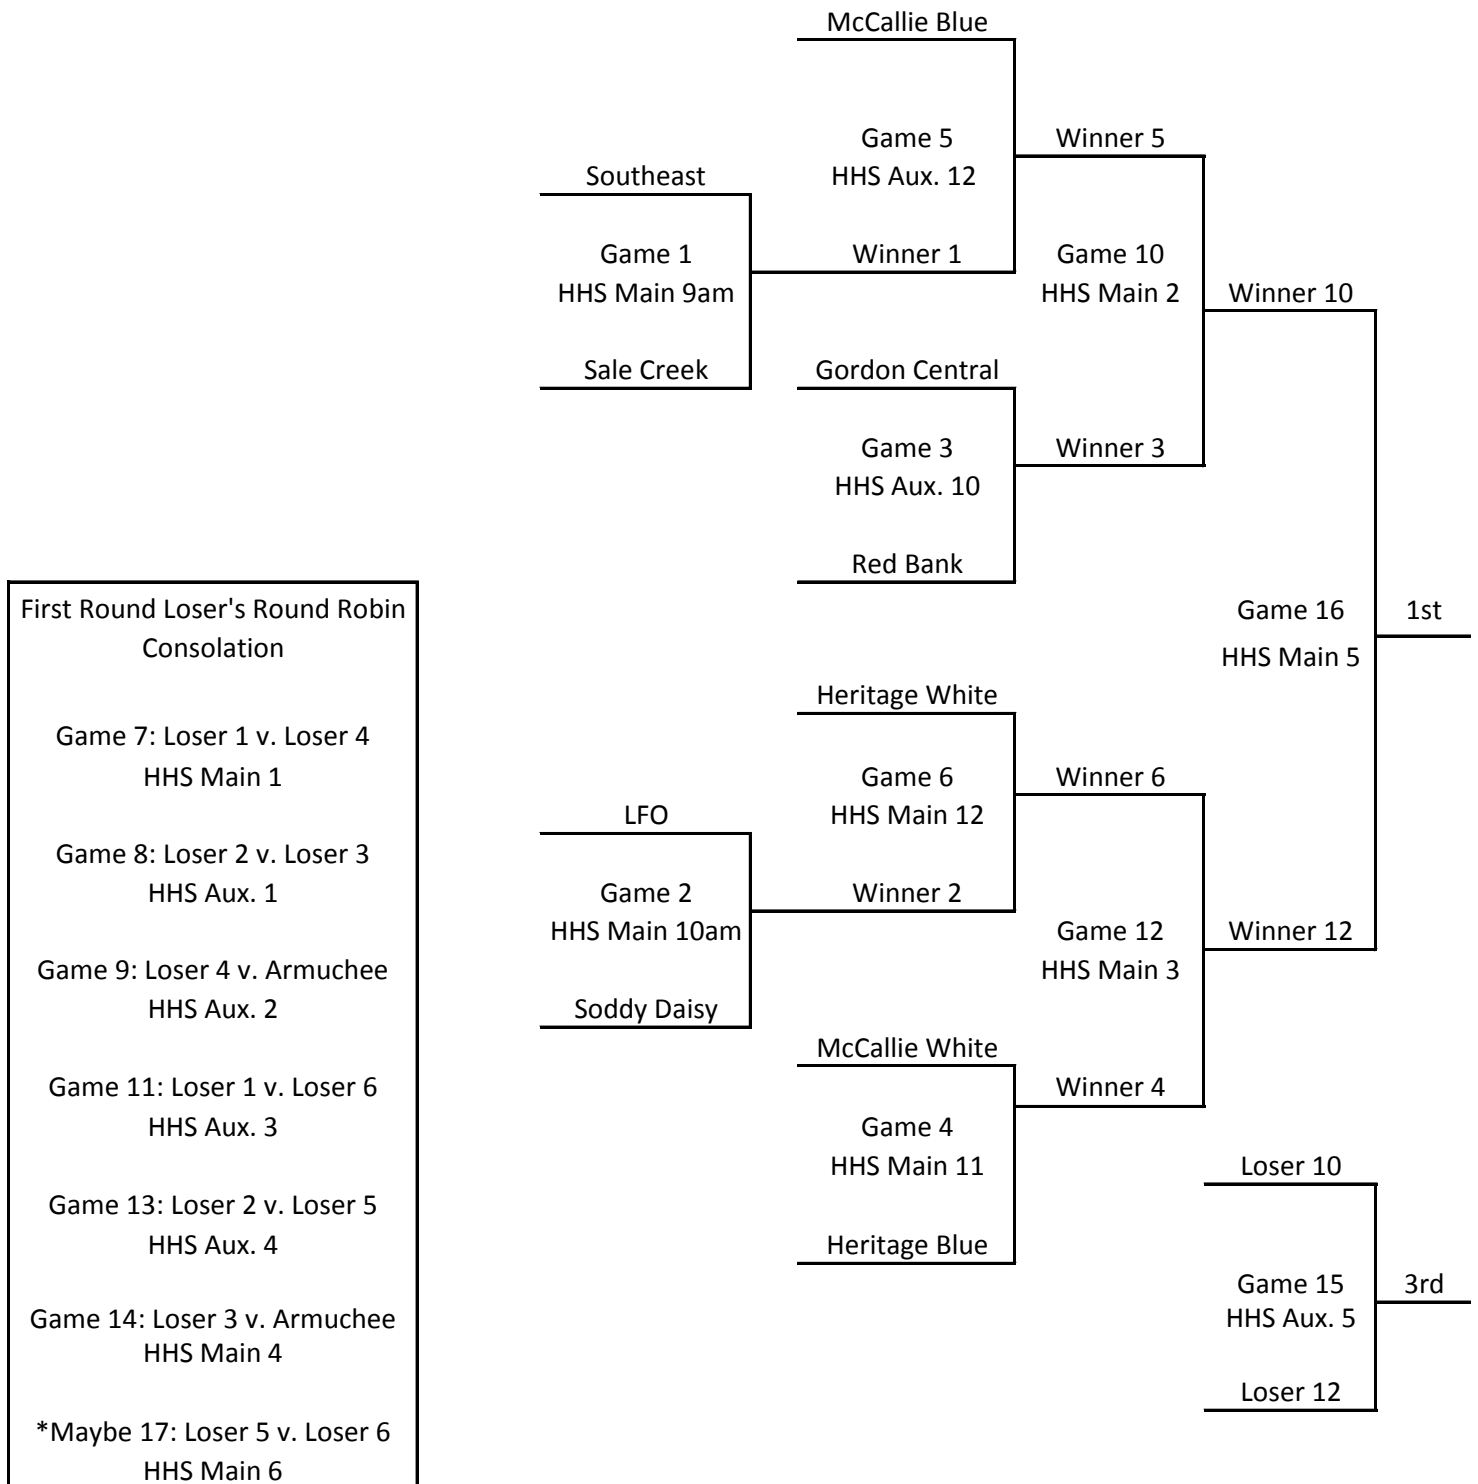 McCallie Blue
Game 5
HHS Aux. 12
Winner 5
Southeast
Game 1
HHS Main 9am
Winner 1
Game 10
HHS Main 2
Winner 10
Sale Creek
Gordon Central
Game 3
HHS Aux. 10
Winner 3
Red Bank
First Round Loser's Round Robin
Consolation
Game 7: Loser 1 v. Loser 4
HHS Main 1
Game 8: Loser 2 v. Loser 3
HHS Aux. 1
Game 9: Loser 4 v. Armuchee
HHS Aux. 2
Game 11: Loser 1 v. Loser 6
HHS Aux. 3
Game 13: Loser 2 v. Loser 5
HHS Aux. 4
Game 14: Loser 3 v. Armuchee
HHS Main 4
*Maybe 17: Loser 5 v. Loser 6
HHS Main 6
Game 16
HHS Main 5
1st
Heritage White
Game 6
HHS Main 12
Winner 6
LFO
Game 2
HHS Main 10am
Winner 2
Game 12
HHS Main 3
Winner 12
Soddy Daisy
McCallie White
Winner 4
Game 4
HHS Main 11
Heritage Blue
Loser 10
Game 15
HHS Aux. 5
3rd
Loser 12